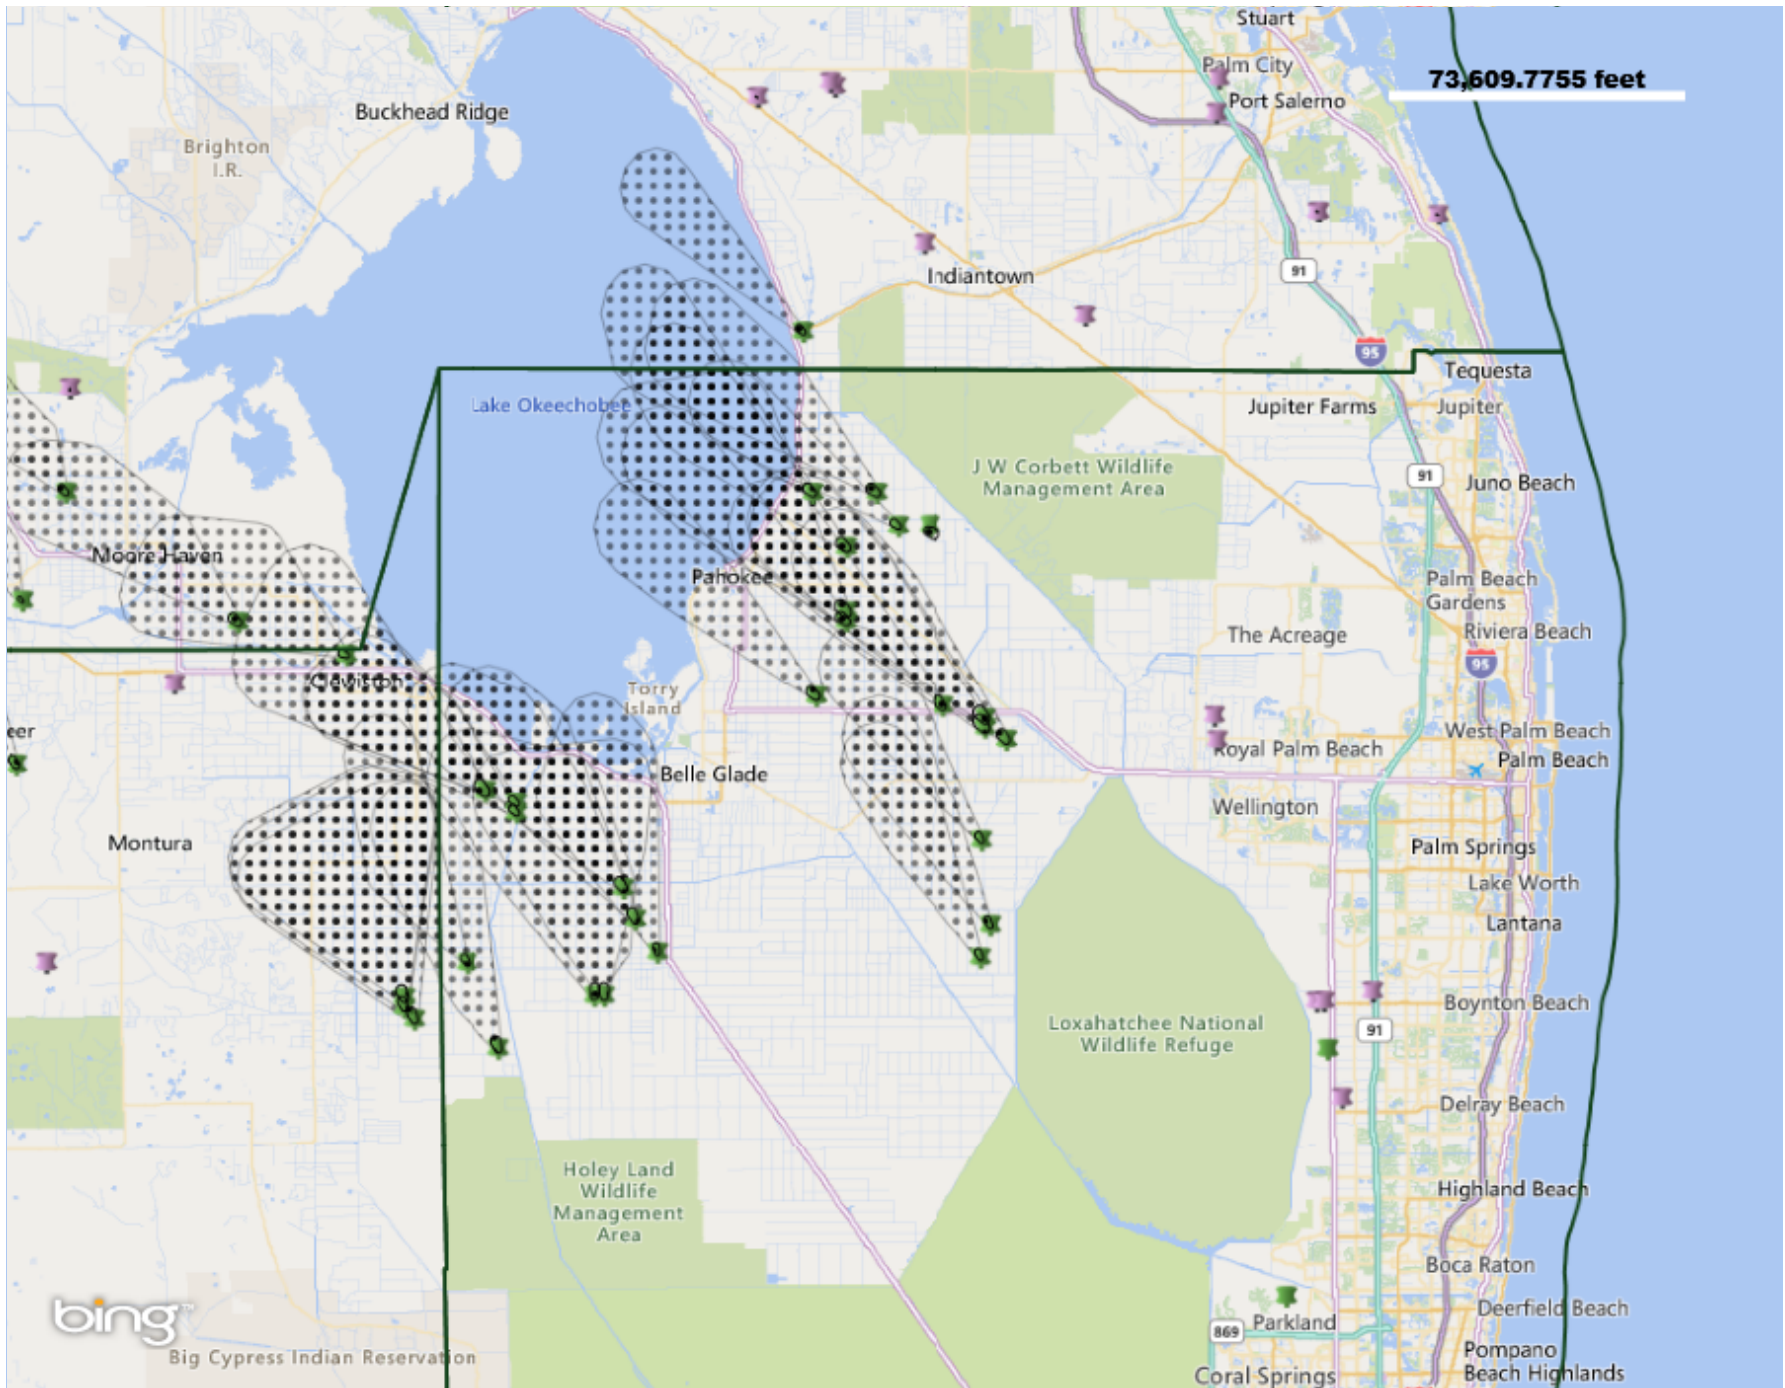 Stuart
Palm City
73,609.7755 feet
Port Salerno
Buckhead Ridge
Brighton
I.R.
Indiantown
91
95
Tequesta
Lake Okeechobee
Jupiter Farms
Jupiter
J W Corbett Wildlife
Management Area
91
Juno Beach
Moore Haven
Pahokee
Palm Beach
Gardens
The Acreage
Riviera Beach
95
Clewiston
Torry
Island
eer
West Palm Beach
Royal Palm Beach
Palm Beach
Belle Glade
Wellington
Montura
Palm Springs
Lake Worth
Lantana
Boynton Beach
Loxahatchee National
Wildlife Refuge
91
Delray Beach
Holey Land
Wildlife
Management
Area
Highland Beach
Boca Raton
bing™
Deerfield Beach
869
Parkland
Big Cypress Indian Reservation
Pompano
Beach Highlands
Coral Springs